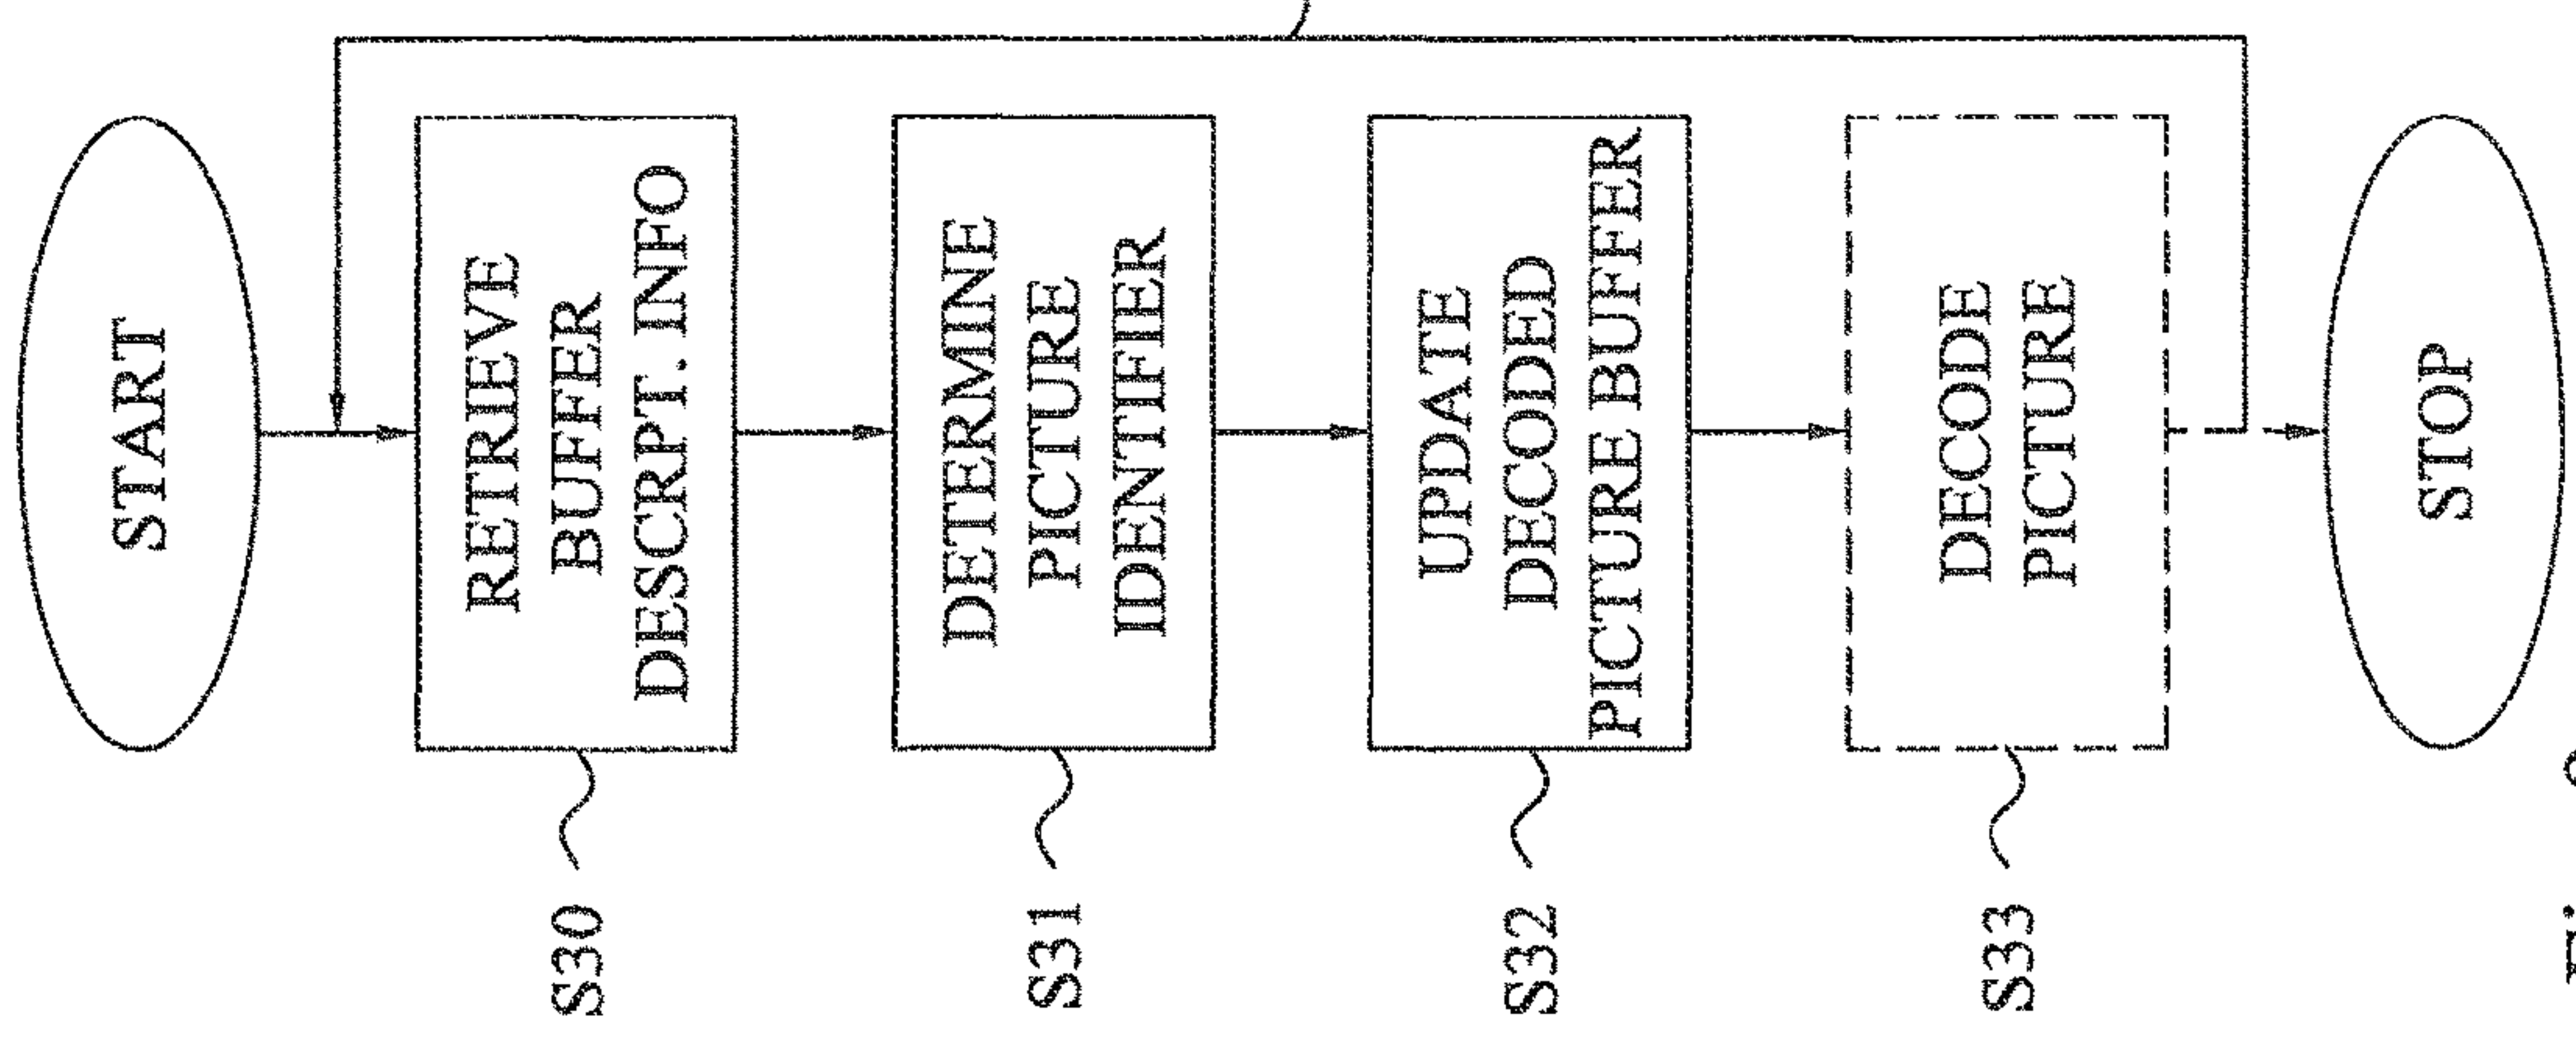 START
RETRIEVE
BUFFER
DESCRPT. INFO
S30
DETERMINE
PICTURE
IDENTIFIER
S31
UPDATE
DECODED
PICTURE BUFFER
S32
DECODE
PICTURE
S33
STOP